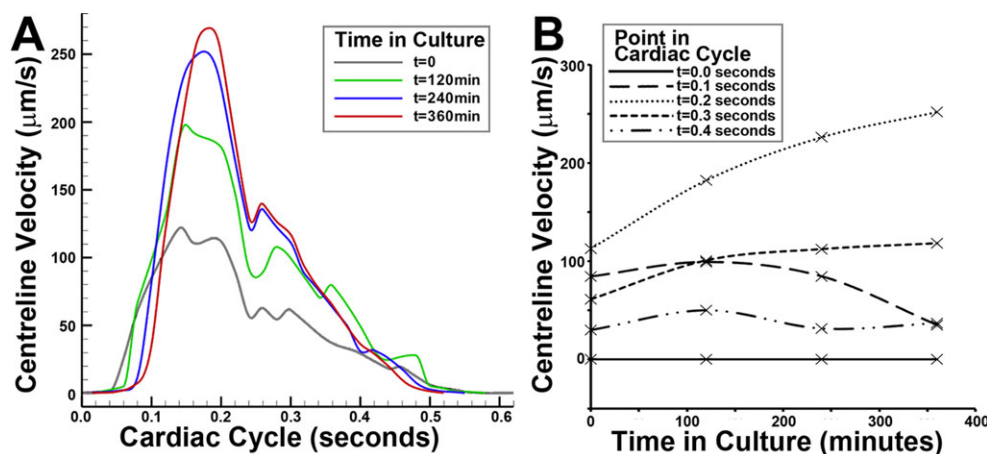 A
Centreline Velocity (µm/s)
250
200
150
100
50
0
0.0 0.1 0.2 0.3 0.4 0.5 0.6
Cardiac Cycle (seconds)
Time in Culture
t=0
t=120min
t=240min
t=360min
B
Centreline Velocity (µm/s)
300
200
100
0
0 100 200 300 400
Time in Culture (minutes)
Point in
Cardiac Cycle
t=0.0 seconds
t=0.1 seconds
t=0.2 seconds
t=0.3 seconds
t=0.4 seconds